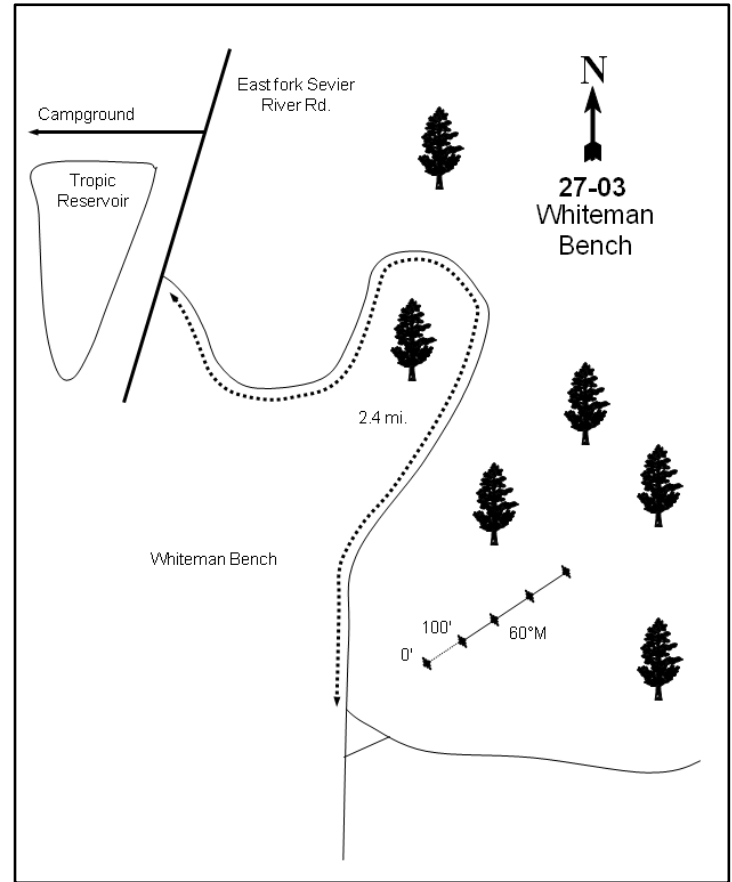 East fork Sevier
River Rd.
Campground
Tropic
Reservoir
N
27-03
Whiteman
Bench
2.4 mi.
Whiteman Bench
100'
60°M
0'